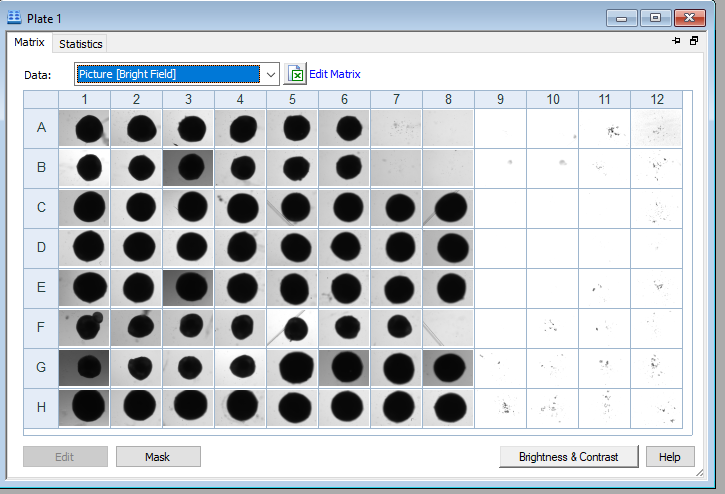 Plate 1
Matrix Statistics
Data: Picture [Bright Field] Edit Matrix
1 2 3 4 5 6 7 8 9 10 11 12
A
B
C
D
E
F
G
H
Edit Mask Brightness & Contrast Help